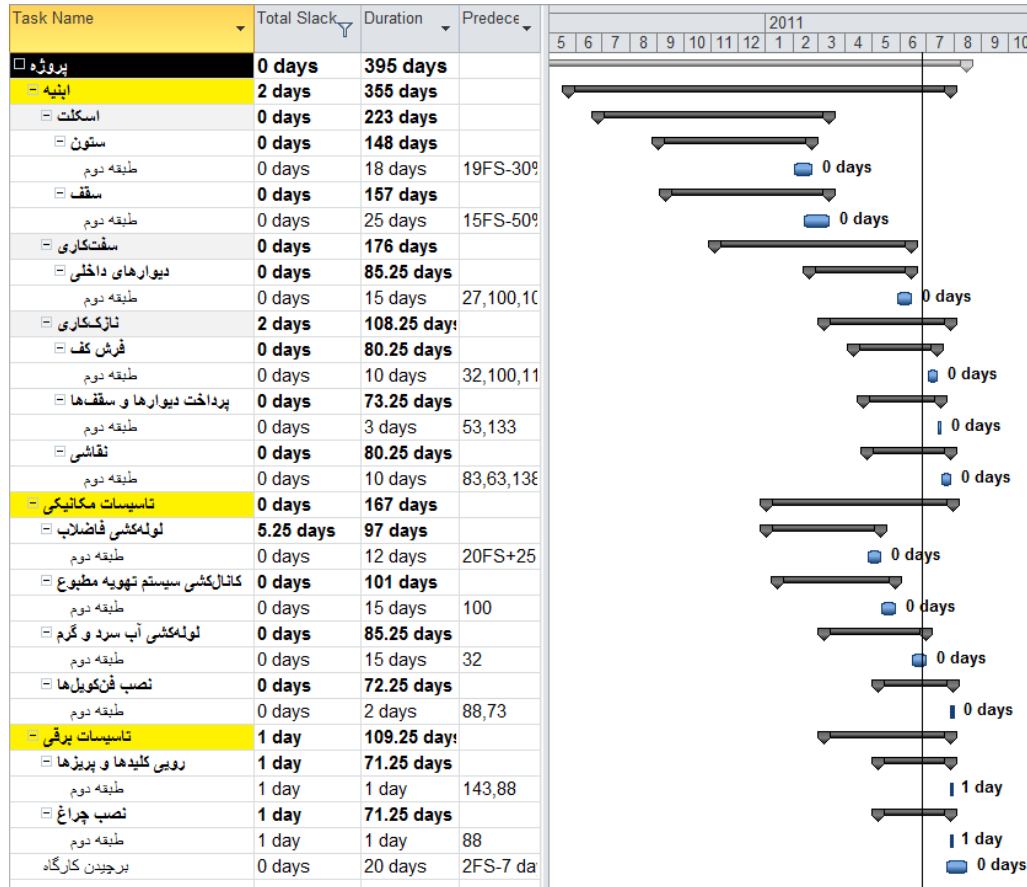 Task Name Total Slack Duration Predece
2011
5 6 7 8 9 10 11 12 1 2 3 4 5 6 7 8 9 10
پروژه 0 days 395 days
ابنیه 2 days 355 days
اسکلت 0 days 223 days
ستون 0 days 148 days
طبقه دوم 0 days 18 days 19FS-30% 0 days
سقف 0 days 157 days
طبقه دوم 0 days 25 days 15FS-50% 0 days
سفت‌کاری 0 days 176 days
دیوارهای داخلی 0 days 85.25 days
طبقه دوم 0 days 15 days 27,100,10 0 days
نازک‌کاری 2 days 108.25 days
فرش کف 0 days 80.25 days
طبقه دوم 0 days 10 days 32,100,11 0 days
پرداخت دیوارها و سقف‌ها 0 days 73.25 days
طبقه دوم 0 days 3 days 53,133 0 days
نقاشی 0 days 80.25 days
طبقه دوم 0 days 10 days 83,63,138 0 days
تاسیسات مکانیکی 0 days 167 days
لوله‌کشی فاضلاب 5.25 days 97 days
طبقه دوم 0 days 12 days 20FS+25 0 days
کانال‌کشی سیستم تهویه مطبوع 0 days 101 days
طبقه دوم 0 days 15 days 100 0 days
لوله‌کشی آب سرد و گرم 0 days 85.25 days
طبقه دوم 0 days 15 days 32 0 days
نصب فن‌کویل‌ها 0 days 72.25 days
طبقه دوم 0 days 2 days 88,73 0 days
تاسیسات برقی 1 day 109.25 days
رویی کلیدها و پریزها 1 day 71.25 days
طبقه دوم 1 day 1 day 143,88 1 day
نصب چراغ 1 day 71.25 days
طبقه دوم 1 day 1 day 88 1 day
برچیدن کارگاه 0 days 20 days 2FS-7 da 0 days